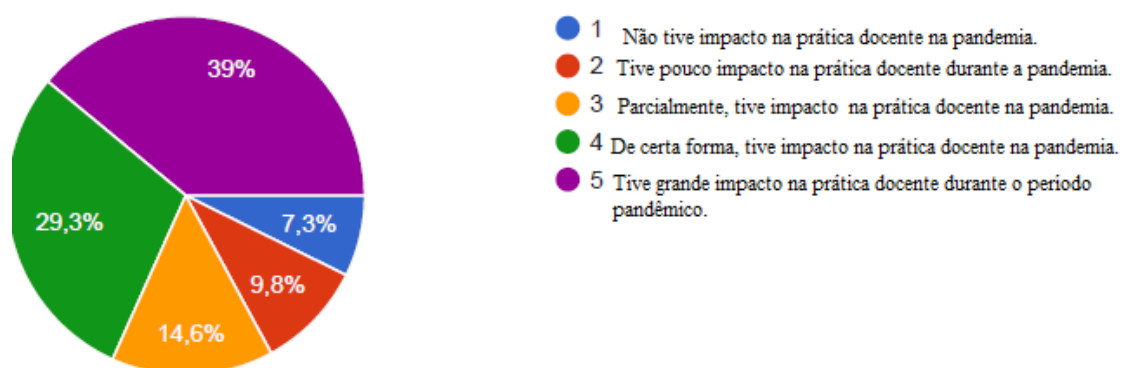 39%
29,3%
7,3%
9,8%
14,6%
1 Não tive impacto na prática docente na pandemia.
2 Tive pouco impacto na prática docente durante a pandemia.
3 Parcialmente, tive impacto na prática docente na pandemia.
4 De certa forma, tive impacto na prática docente na pandemia.
5 Tive grande impacto na prática docente durante o período
pandêmico.